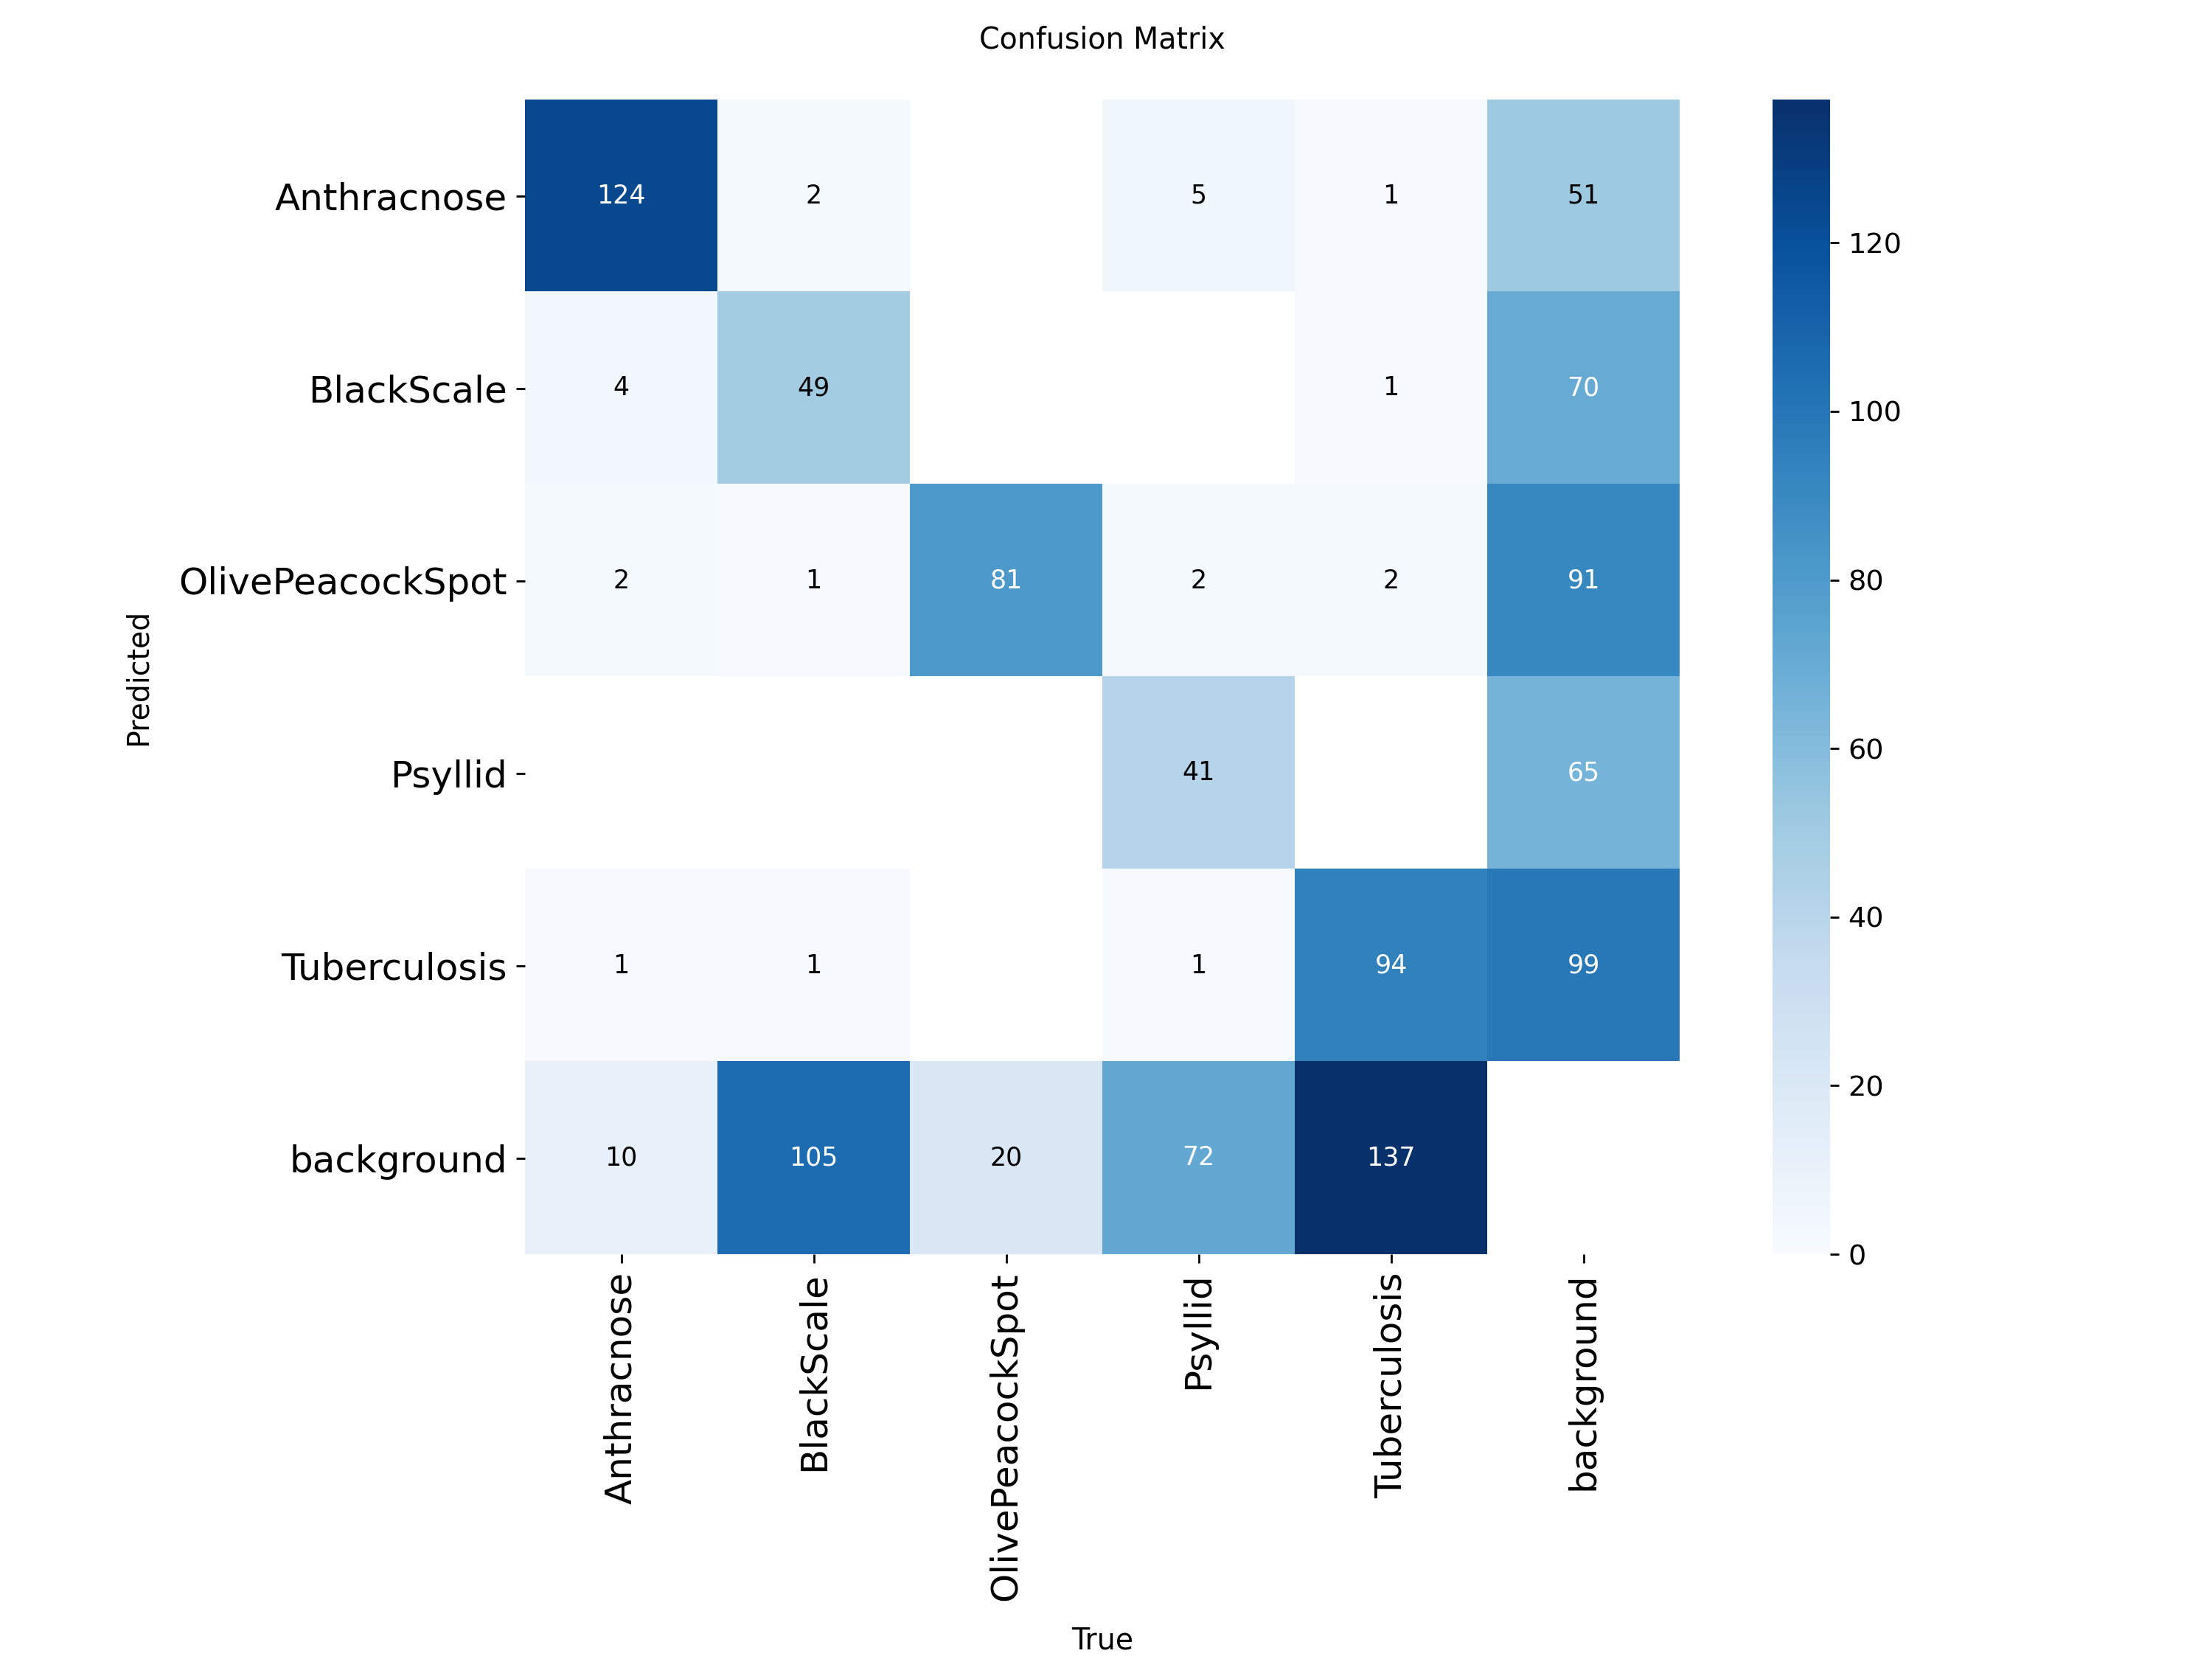 Confusion Matrix
Anthracnose 124 2 5 1 51
BlackScale 4 49 1 70
OlivePeacockSpot 2 1 81 2 2 91
Psyllid 41 65
Tuberculosis 1 1 1 94 99
background 10 105 20 72 137
Predicted
Anthracnose
BlackScale
OlivePeacockSpot
Psyllid
Tuberculosis
background
True
120
100
80
60
40
20
0